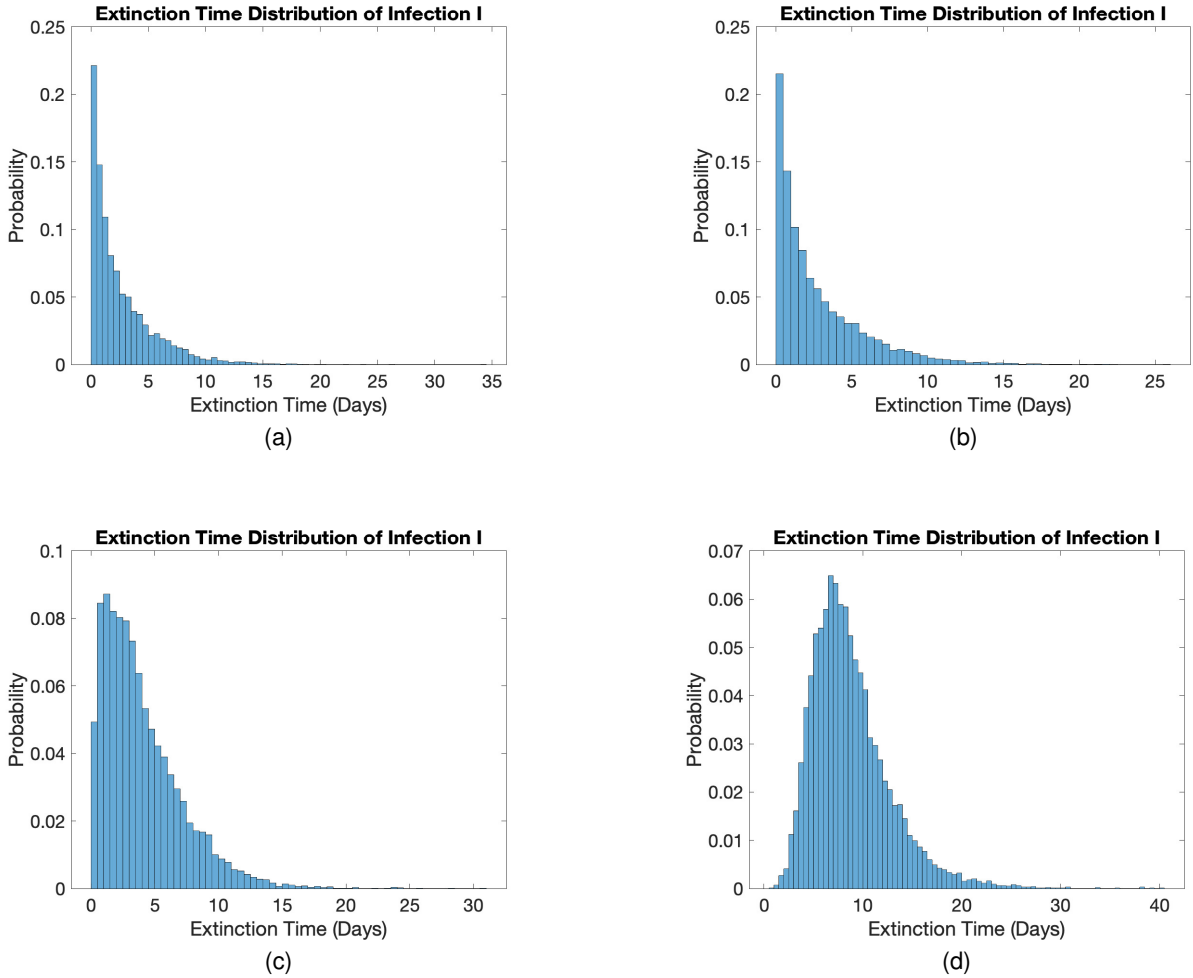 Extinction Time Distribution of Infection I
0.25
0.2
0.15
0.1
0.05
0
Probability
0 5 10 15 20 25 30 35
Extinction Time (Days)
(a)
Extinction Time Distribution of Infection I
0.25
0.2
0.15
0.1
0.05
0
Probability
0 5 10 15 20 25
Extinction Time (Days)
(b)
Extinction Time Distribution of Infection I
0.1
0.08
0.06
0.04
0.02
0
Probability
0 5 10 15 20 25 30
Extinction Time (Days)
(c)
Extinction Time Distribution of Infection I
0.07
0.06
0.05
0.04
0.03
0.02
0.01
0
Probability
0 10 20 30 40
Extinction Time (Days)
(d)